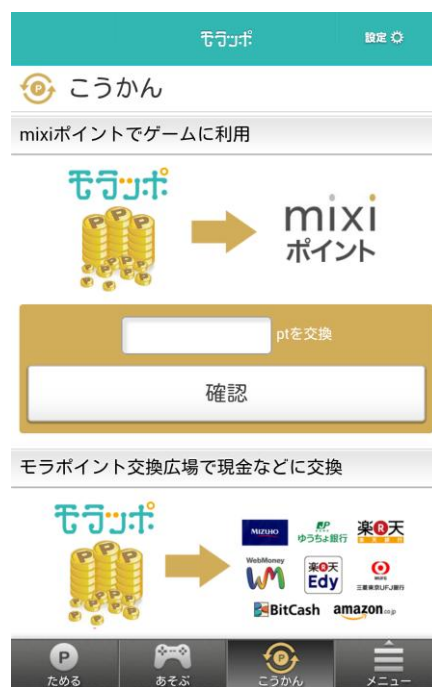 モラッポ
設定
P こうかん
mixiポイントでゲームに利用
モラッポ
P P P
mixi
ポイント
ptを交換
確認
モラポイント交換広場で現金などに交換
モラッポ
P P P
MIZUHO
JP
ゆうちょ銀行
楽R天
WebMoney
楽R天
Edy
MUFG
三菱東京UFJ銀行
BitCash
amazon.co.jp
P
ためる
あそぶ
P
こうかん
メニュー